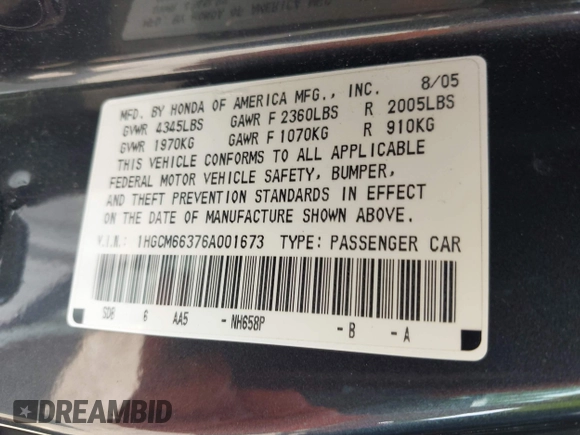 MFD. BY HONDA OF AMERICA MFG., INC. 8/05
GVWR 4345LBS GAWR F 2360LBS R 2005LBS
GVWR 1970KG GAWR F 1070KG R 910KG
THIS VEHICLE CONFORMS TO ALL APPLICABLE
FEDERAL MOTOR VEHICLE SAFETY, BUMPER,
AND THEFT PREVENTION STANDARDS IN EFFECT
ON THE DATE OF MANUFACTURE SHOWN ABOVE.
V.I.N. 1HGCM66376A001673 TYPE: PASSENGER CAR
SDB 6 AA5 - NH658P - B - A
DREAMBID